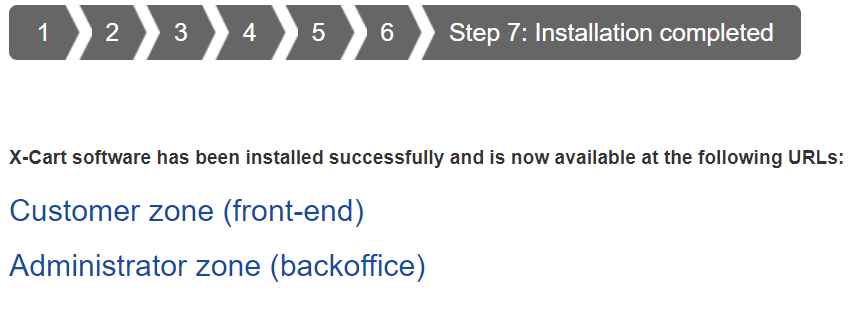 1 2 3 4 5 6 Step 7: Installation completed
X-Cart software has been installed successfully and is now available at the following URLs:
Customer zone (front-end)
Administrator zone (backoffice)